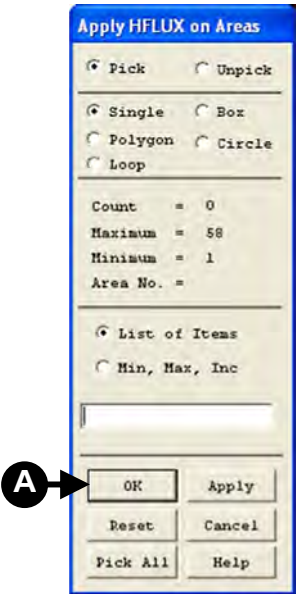 Apply HFLUX on Areas
Pick Unpick
Single Box
Polygon Circle
Loop
Count = 0
Maximum = 58
Minimum = 1
Area No. =
List of Items
Min, Max, Inc
A OK Apply
Reset Cancel
Pick All Help